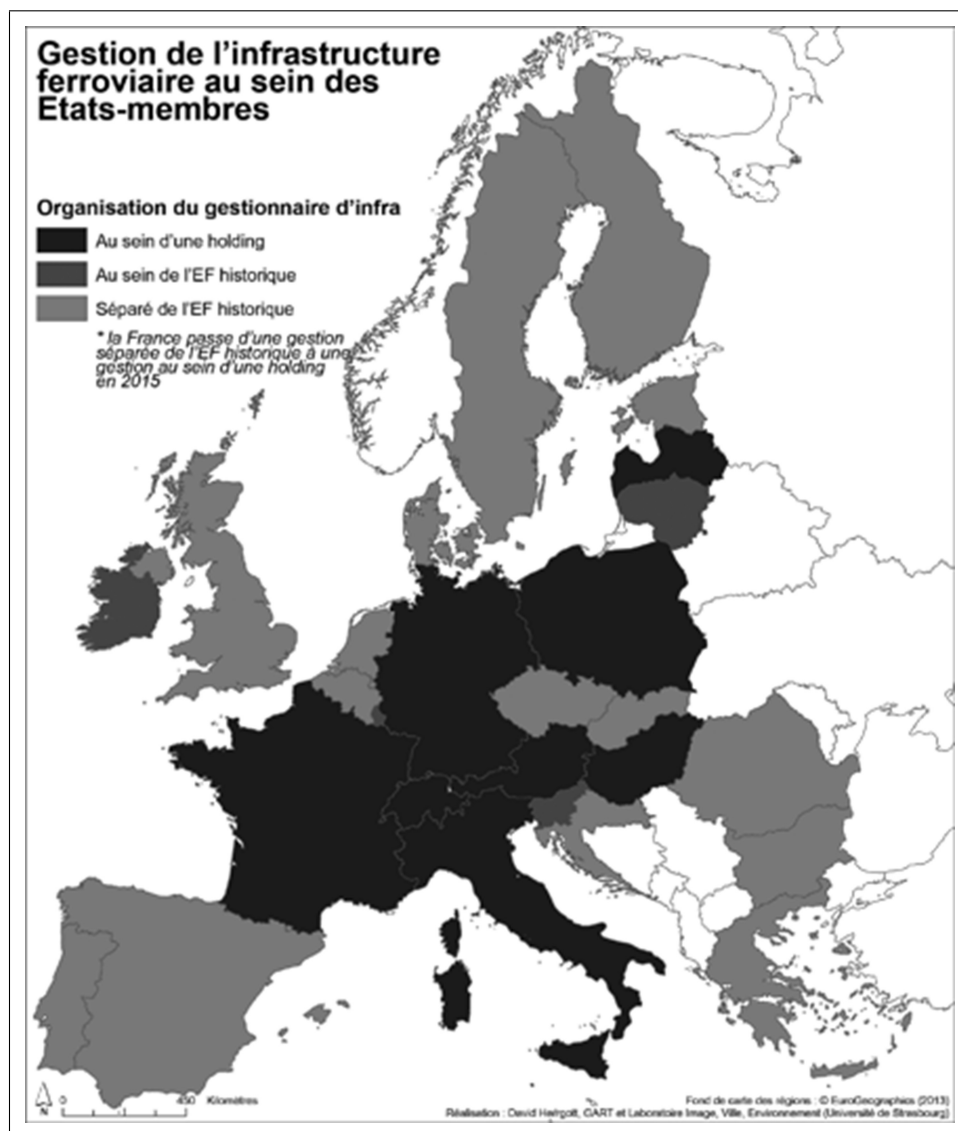 Gestion de l'infrastructure
ferroviaire au sein des
Etats-membres
Organisation du gestionnaire d'infra
Au sein d'une holding
Au sein de l'EF historique
Séparé de l'EF historique
* la France passe d'une gestion
séparée de l'EF historique à une
gestion au sein d'une holding
en 2015
N
0 450 Kilomètres
Fond de carte des régions : © EuroGeographics (2013)
Réalisation : David GART et Laboratoire Image, Ville, Environnement (Université de Strasbourg)